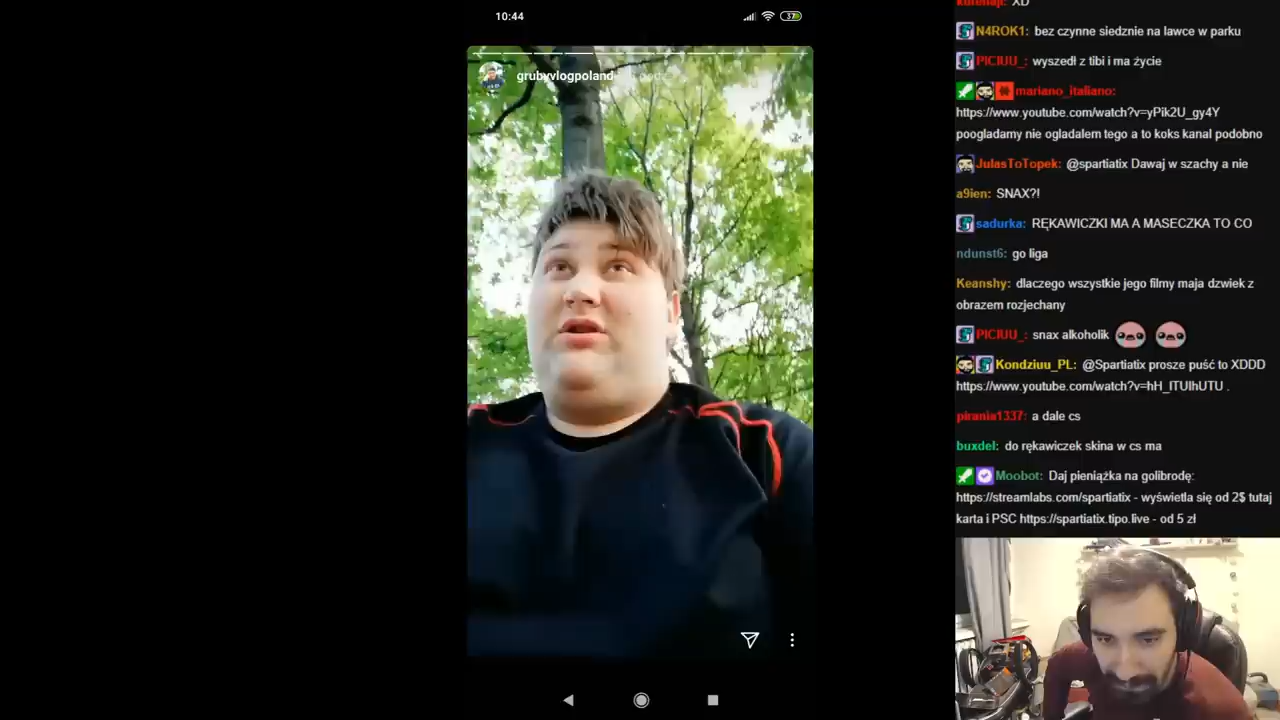 10:44
37
grubyvlogpoland
kurehaji: XD
N4ROK1: bez czynne siedznie na lawce w parku
PICIUU_: wyszedł z tibi i ma życie
mariano_italiano:
https://www.youtube.com/watch?v=yPik2U_gy4Y
poogladamy nie ogladalem tego a to koks kanal podobno
JulasToTopek: @spartiatix Dawaj w szachy a nie
a9ien: SNAX?!
sadurka: RĘKAWICZKI MA A MASECZKA TO CO
ndunst6: go liga
Keanshy: dlaczego wszystkie jego filmy maja dzwiek z
obrazem rozjechany
PICIUU_: snax alkoholik
Kondziuu_PL: @Spartiatix prosze puść to XDDD
https://www.youtube.com/watch?v=hH_lTUlhUTU .
pirania1337: a dale cs
buxdel: do rękawiczek skina w cs ma
Moobot: Daj pieniążka na golibrodę:
https://streamlabs.com/spartiatix - wyświetla się od 2$ tutaj
karta i PSC https://spartiatix.tipo.live - od 5 zł